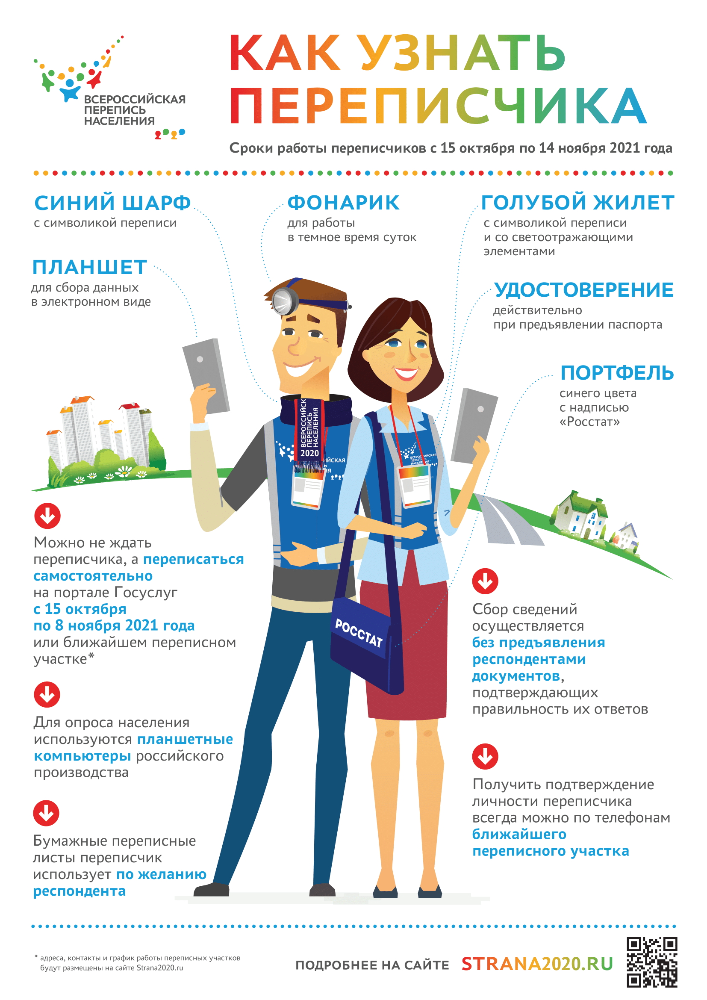 ВСЕРОССИЙСКАЯ
ПЕРЕПИСЬ
НАСЕЛЕНИЯ
2020
КАК УЗНАТЬ
ПЕРЕПИСЧИКА
Сроки работы переписчиков с 15 октября по 14 ноября 2021 года
СИНИЙ ШАРФ
с символикой переписи
ПЛАНШЕТ
для сбора данных
в электронном виде
ФОНАРИК
для работы
в темное время суток
ГОЛУБОЙ ЖИЛЕТ
с символикой переписи
и со светоотражающими
элементами
УДОСТОВЕРЕНИЕ
действительно
при предъявлении паспорта
ПОРТФЕЛЬ
синего цвета
с надписью
«Росстат»
ВСЕРОССИЙСК
ПЕРЕПИСЬ
НАСЕЛЕНИЯ
2020
ИЙСКАЯ
Ь
ИЯ
2020
ВСЕРОССИЙСКАЯ
ПЕРЕПИСЬ
НАСЕЛЕНИЯ
РОССТАТ
Можно не ждать
переписчика, а переписаться
самостоятельно
на портале Госуслуг
с 15 октября
по 8 ноября 2021 года
или ближайшем переписном
участке*
Для опроса населения
используются планшетные
компьютеры российского
производства
Бумажные переписные
листы переписчик
использует по желанию
респондента
Сбор сведений
осуществляется
без предъявления
респондентами
документов,
подтверждающих
правильность их ответов
Получить подтверждение
личности переписчика
всегда можно по телефонам
ближайшего
переписного участка
* адреса, контакты и график работы переписных участков
будут размещены на сайте Strana2020.ru
ПОДРОБНЕЕ НА САЙТЕ STRANA2020.RU